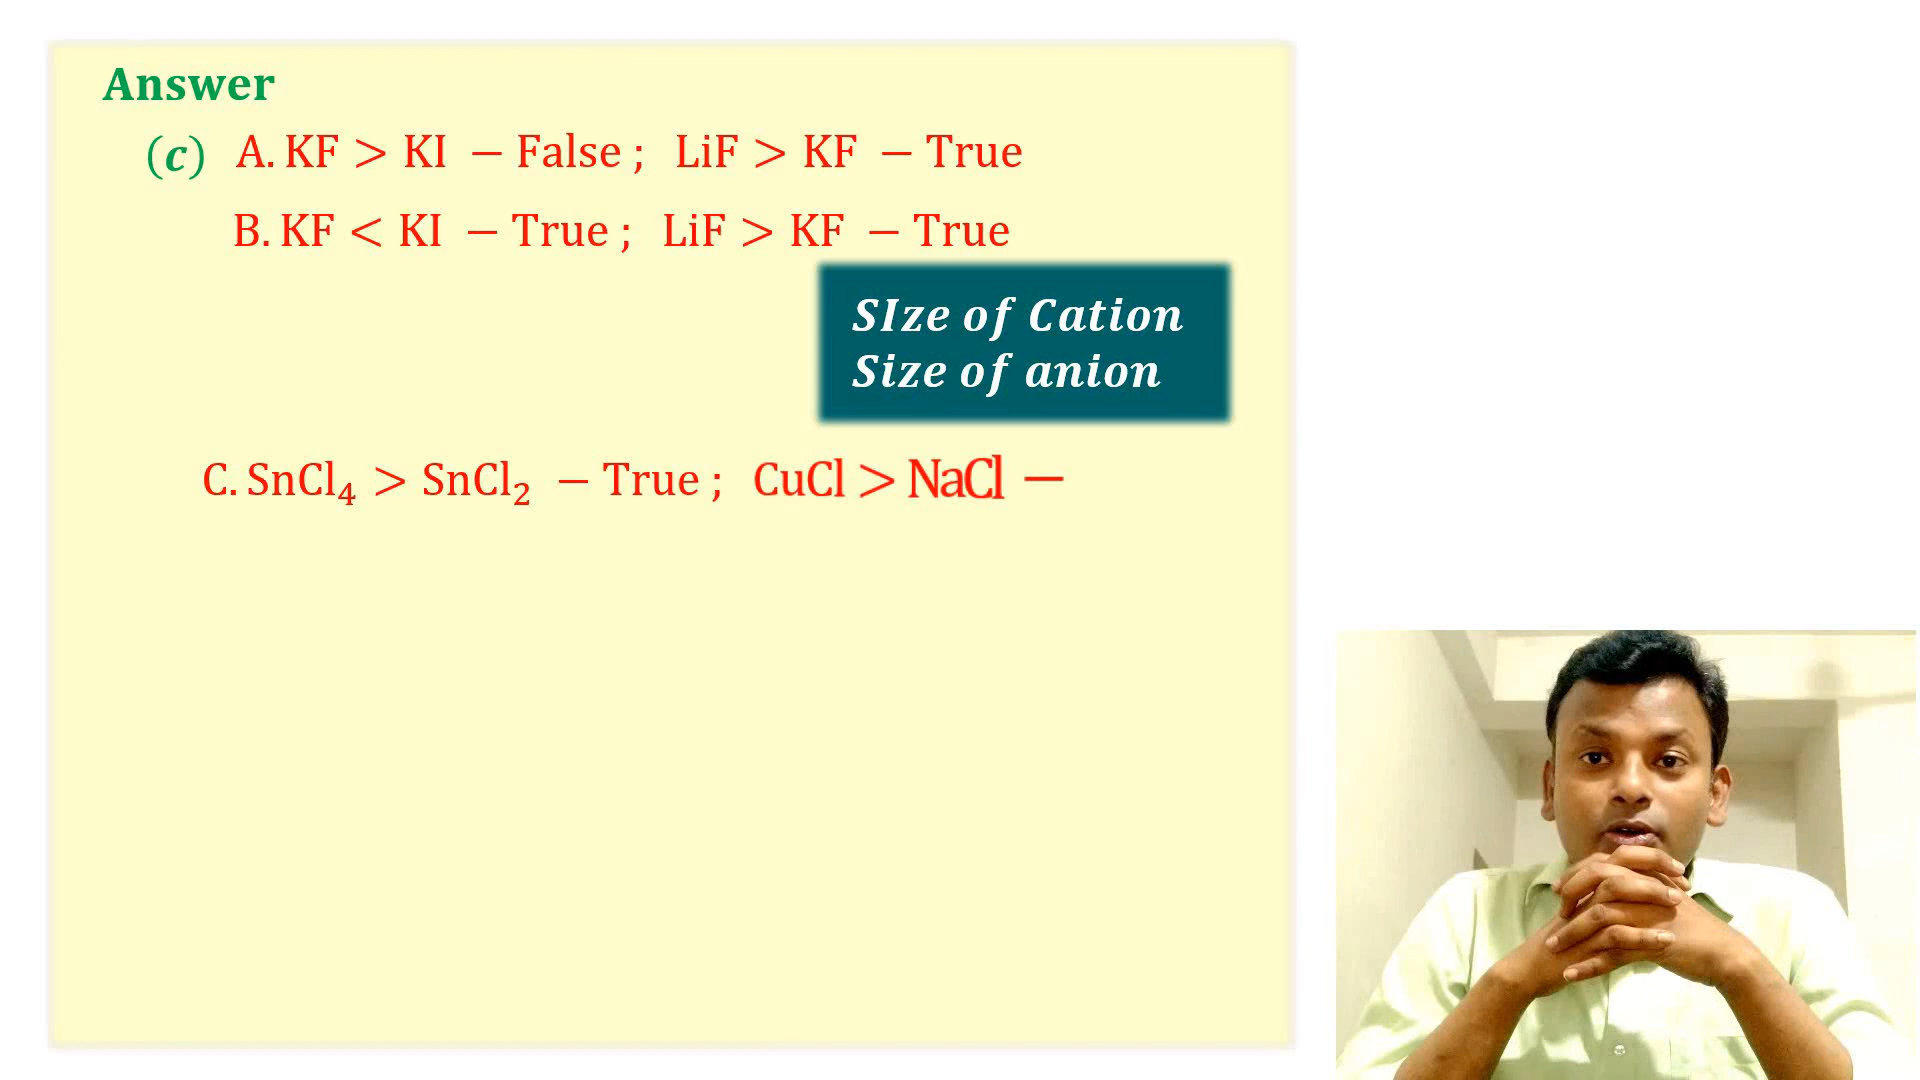 Answer
(c) A. KF > KI − False ; LiF > KF − True
B. KF < KI − True ; LiF > KF − True
SIze of Cation
Size of anion
C. SnCl₄ > SnCl₂ − True ; CuCl > NaCl −